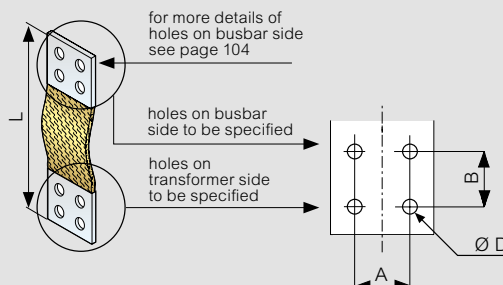 for more details of
holes on busbar side
see page 104
L
holes on busbar
side to be specified
holes on
transformer side
to be specified
B
Ø D
A